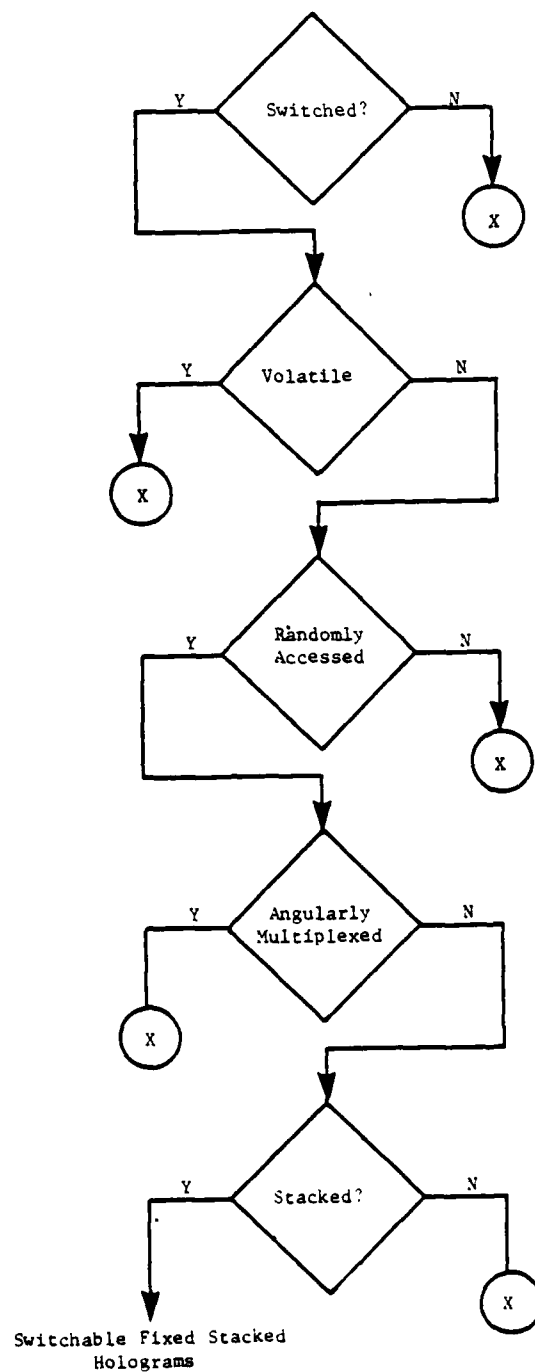 Y
Switched?
N
X
Y
Volatile
N
X
Y
Randomly
Accessed
N
X
Y
Angularly
Multiplexed
N
X
Y
Stacked?
N
X
Switchable Fixed Stacked
Holograms